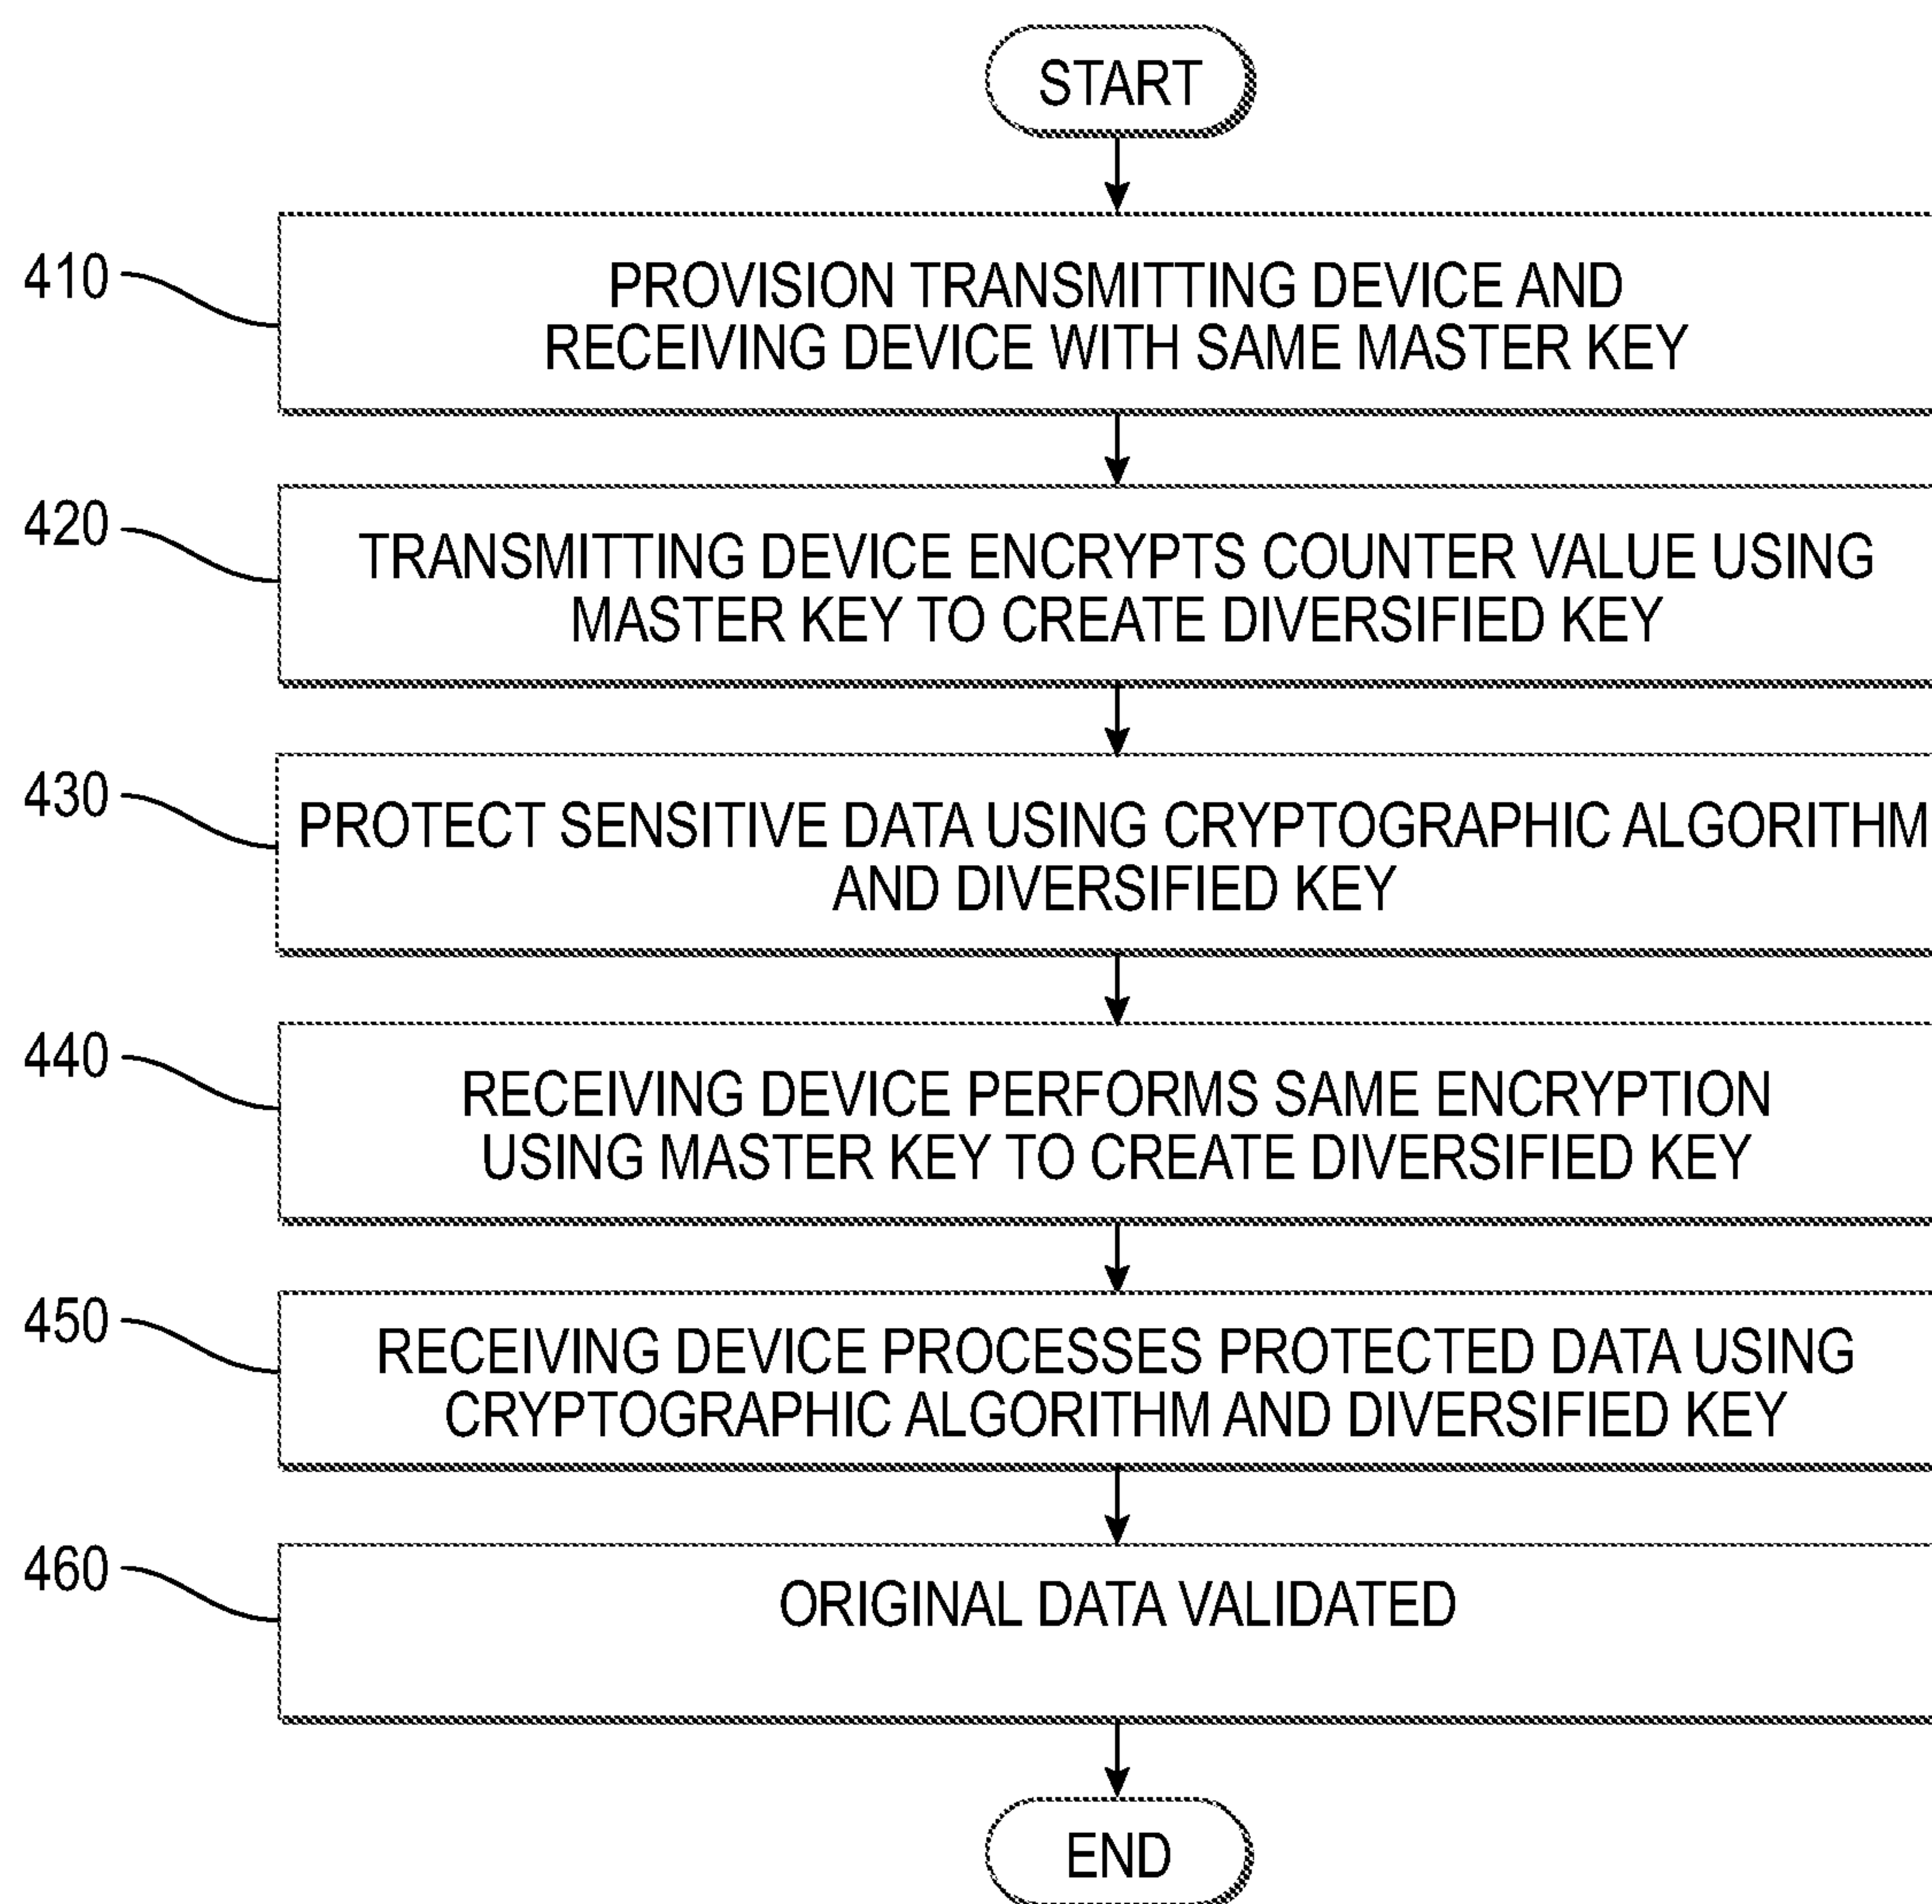 START
410
PROVISION TRANSMITTING DEVICE AND
RECEIVING DEVICE WITH SAME MASTER KEY
420
TRANSMITTING DEVICE ENCRYPTS COUNTER VALUE USING
MASTER KEY TO CREATE DIVERSIFIED KEY
430
PROTECT SENSITIVE DATA USING CRYPTOGRAPHIC ALGORITHM
AND DIVERSIFIED KEY
440
RECEIVING DEVICE PERFORMS SAME ENCRYPTION
USING MASTER KEY TO CREATE DIVERSIFIED KEY
450
RECEIVING DEVICE PROCESSES PROTECTED DATA USING
CRYPTOGRAPHIC ALGORITHM AND DIVERSIFIED KEY
460
ORIGINAL DATA VALIDATED
END